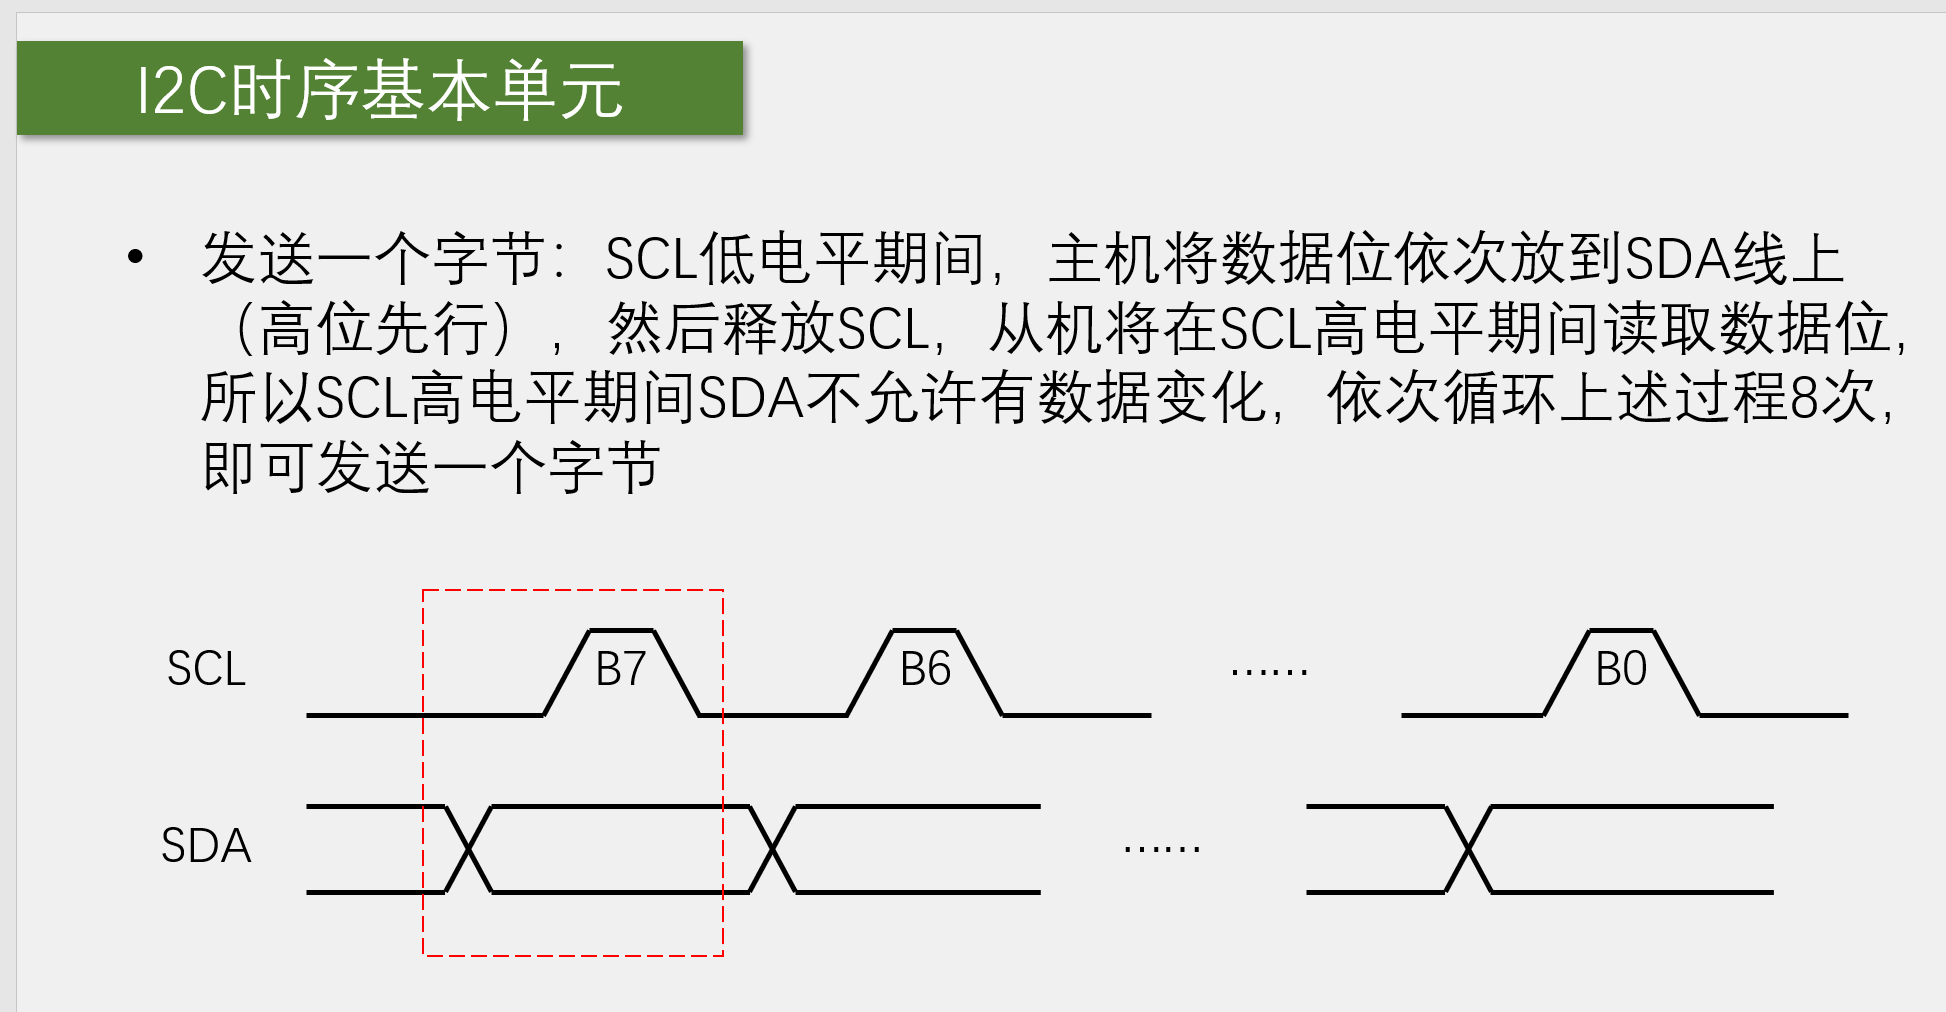 I2C时序基本单元
• 发送一个字节：SCL低电平期间，主机将数据位依次放到SDA线上
（高位先行），然后释放SCL，从机将在SCL高电平期间读取数据位，
所以SCL高电平期间SDA不允许有数据变化，依次循环上述过程8次，
即可发送一个字节
SCL B7 B6 …… B0
SDA ……